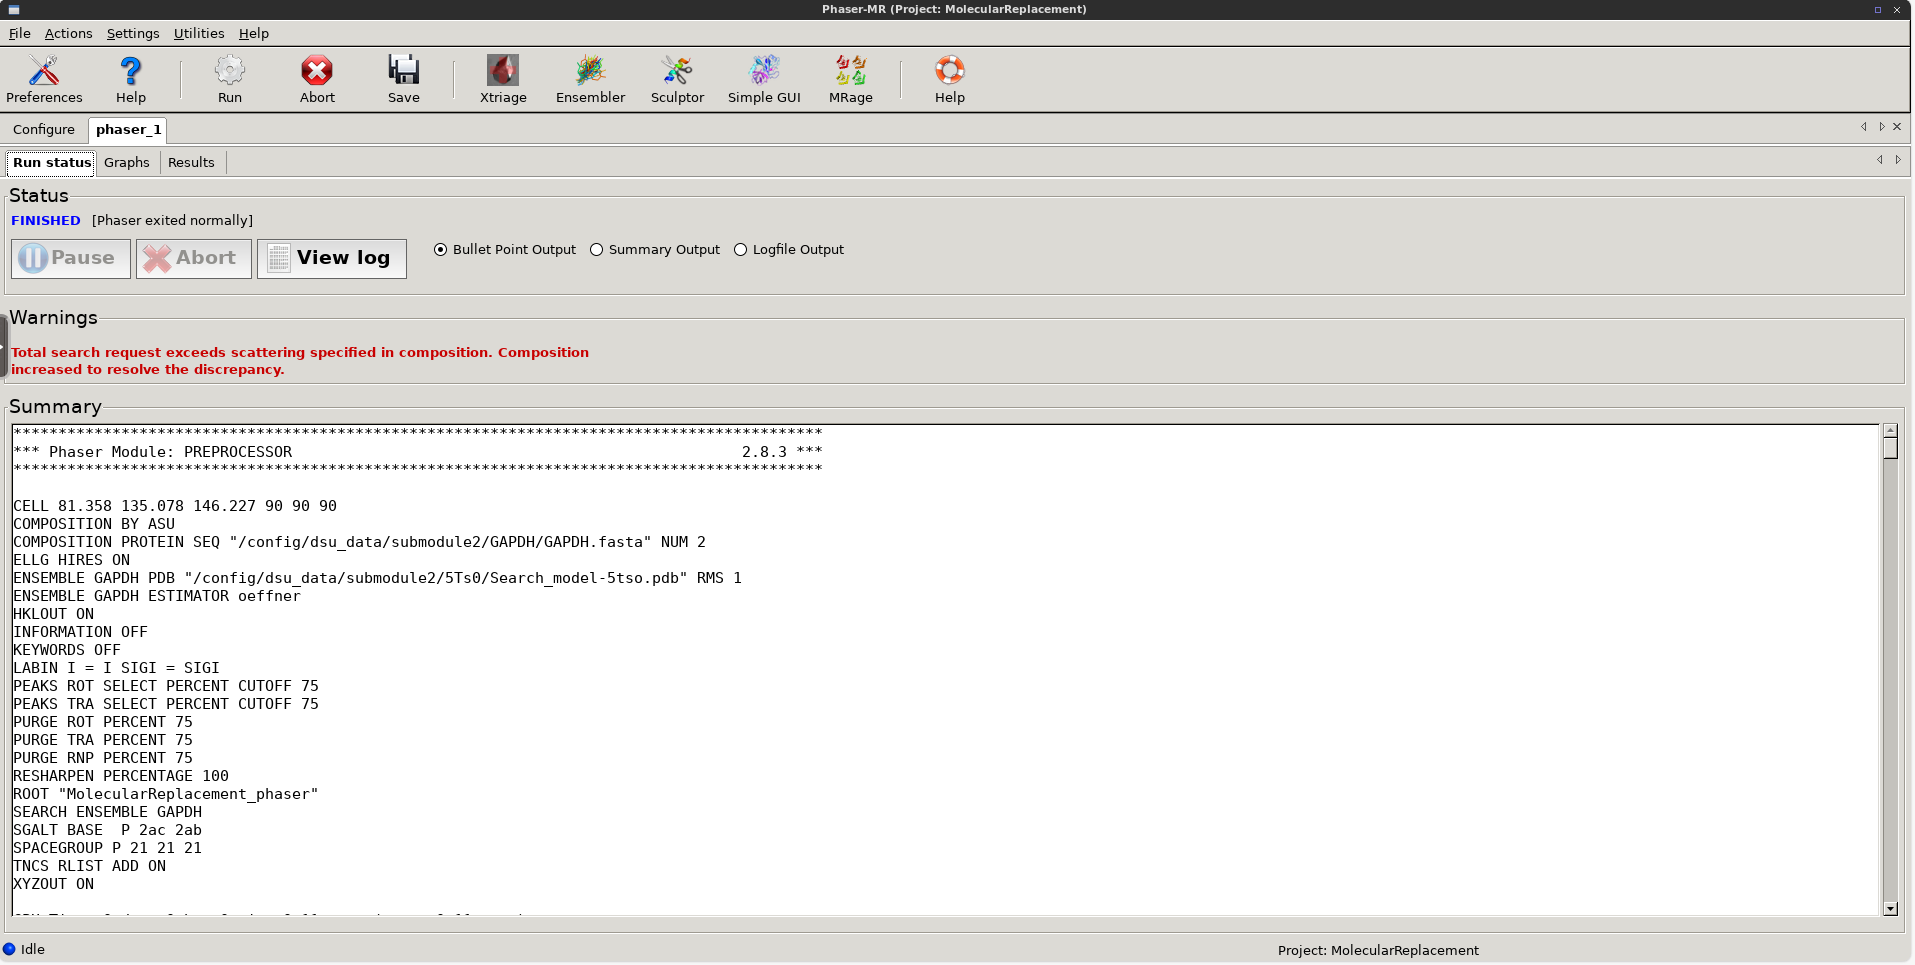 Phaser-MR (Project: MolecularReplacement)
File Actions Settings Utilities Help
Preferences Help Run Abort Save Xtriage Ensembler Sculptor Simple GUI MRage Help
Configure phaser_1
Run status Graphs Results
Status
FINISHED [Phaser exited normally]
Pause Abort View log Bullet Point Output Summary Output Logfile Output
Warnings
Total search request exceeds scattering specified in composition. Composition
increased to resolve the discrepancy.
Summary
******************************************************************************************
*** Phaser Module: PREPROCESSOR 2.8.3 ***
******************************************************************************************
CELL 81.358 135.078 146.227 90 90 90
COMPOSITION BY ASU
COMPOSITION PROTEIN SEQ "/config/dsu_data/submodule2/GAPDH/GAPDH.fasta" NUM 2
ELLG HIRES ON
ENSEMBLE GAPDH PDB "/config/dsu_data/submodule2/5Ts0/Search_model-5tso.pdb" RMS 1
ENSEMBLE GAPDH ESTIMATOR oeffner
HKLOUT ON
INFORMATION OFF
KEYWORDS OFF
LABIN I = I SIGI = SIGI
PEAKS ROT SELECT PERCENT CUTOFF 75
PEAKS TRA SELECT PERCENT CUTOFF 75
PURGE ROT PERCENT 75
PURGE TRA PERCENT 75
PURGE RNP PERCENT 75
RESHARPEN PERCENTAGE 100
ROOT "MolecularReplacement_phaser"
SEARCH ENSEMBLE GAPDH
SGALT BASE  P 2ac 2ab
SPACEGROUP P 21 21 21
TNCS RLIST ADD ON
XYZOUT ON
Idle Project: MolecularReplacement